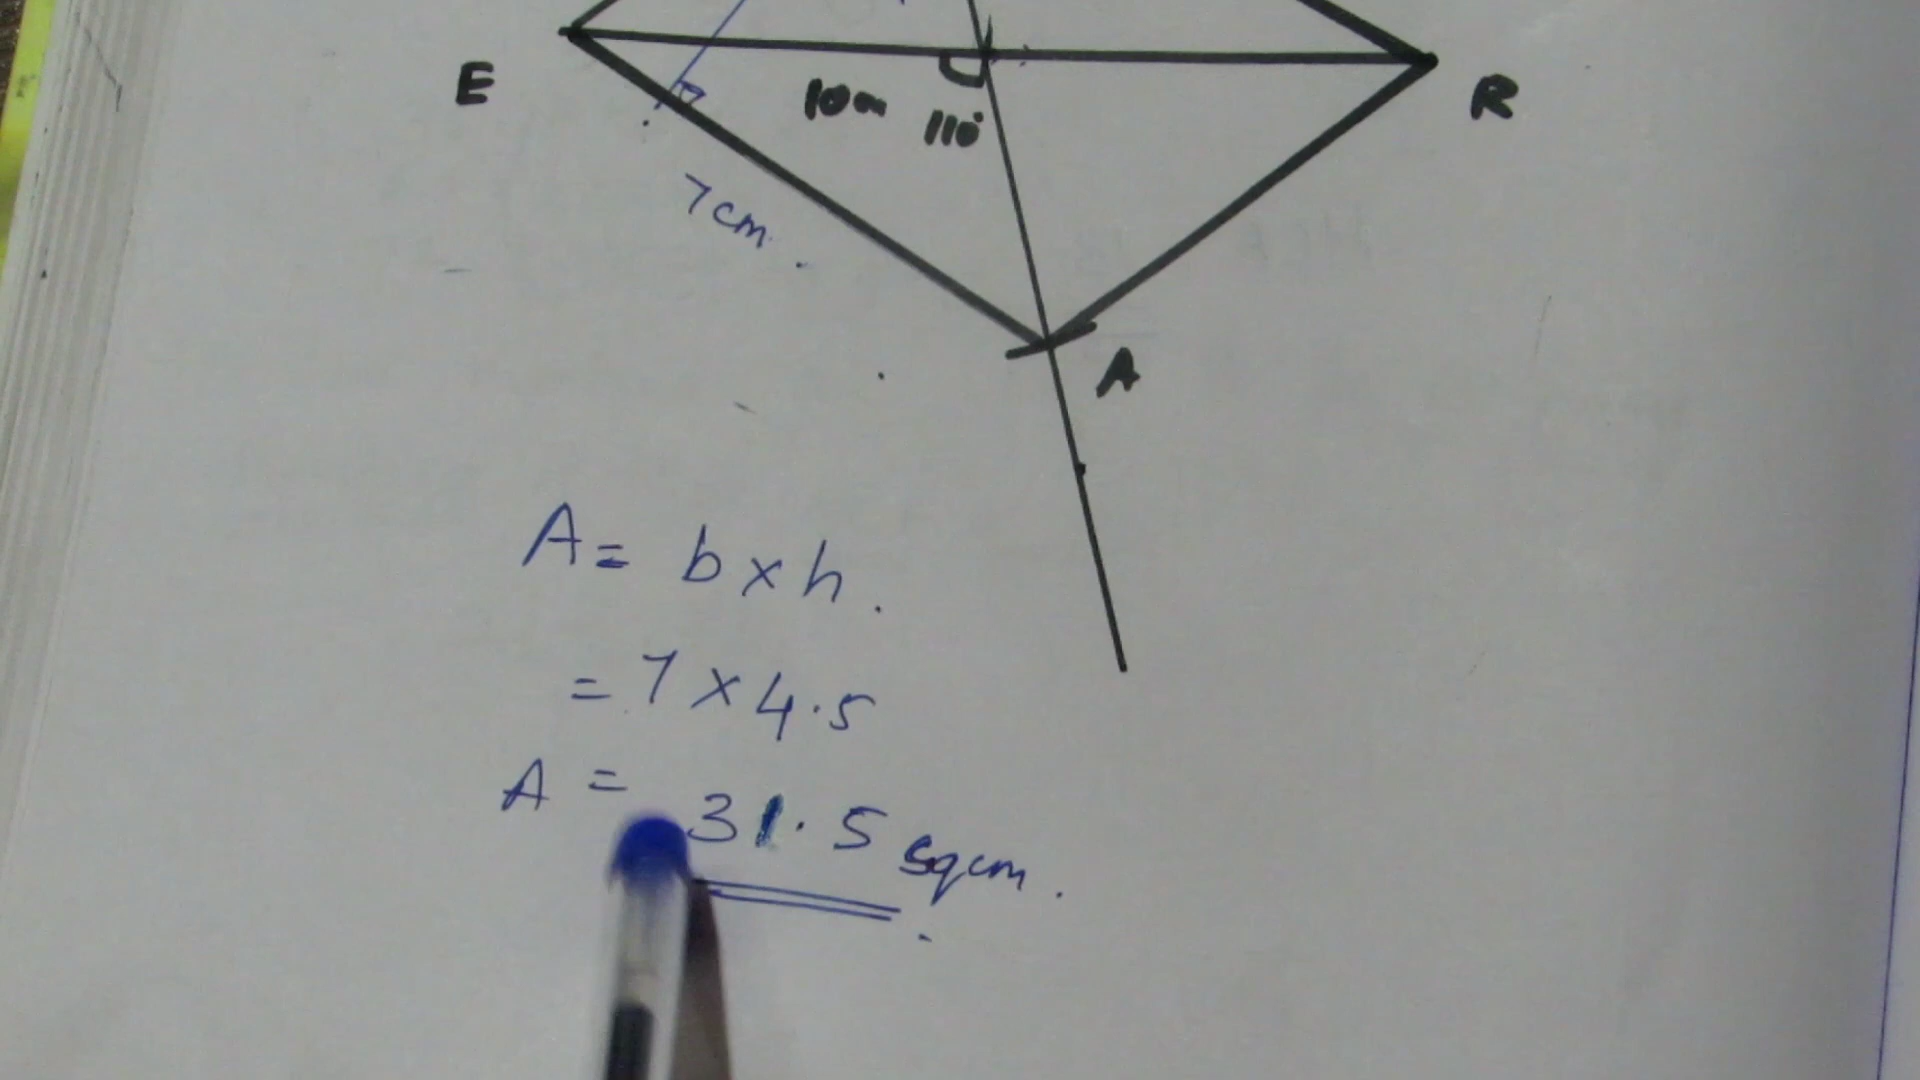 E
R
10cm
110°
7cm.
A
A = b x h.
= 7 x 4.5
A = 31.5 sqcm.